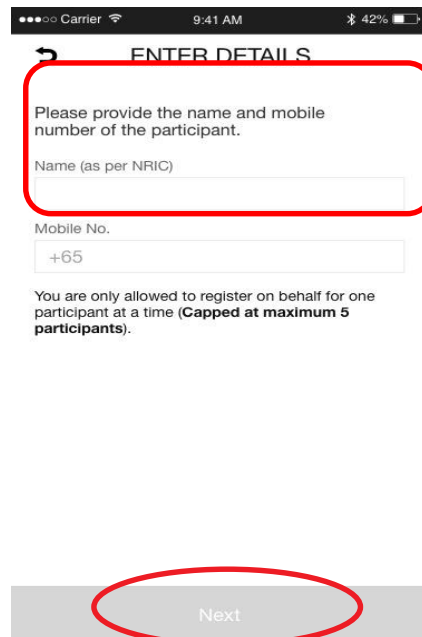 Carrier 9:41 AM 42%
ENTER DETAILS
Please provide the name and mobile
number of the participant.
Name (as per NRIC)
Mobile No.
+65
You are only allowed to register on behalf for one
participant at a time (Capped at maximum 5
participants).
Next